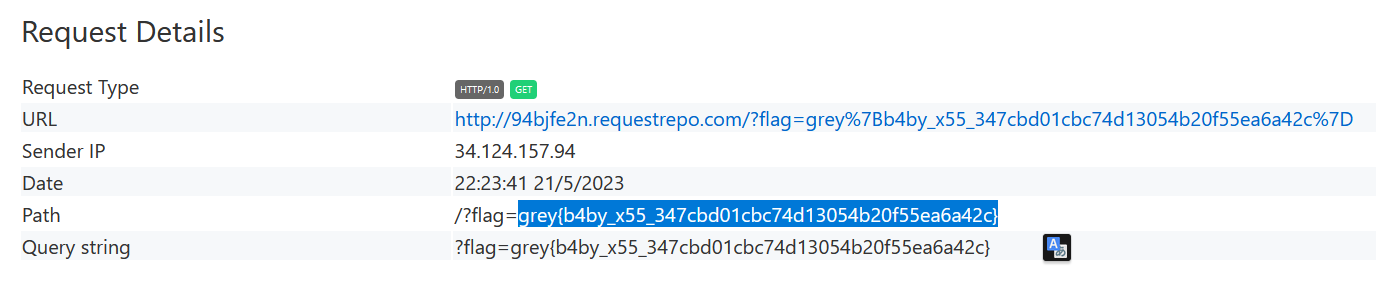 Request Details
Request Type HTTP/1.0 GET
URL http://94bjfe2n.requestrepo.com/?flag=grey%7Bb4by_x55_347cbd01cbc74d13054b20f55ea6a42c%7D
Sender IP 34.124.157.94
Date 22:23:41 21/5/2023
Path /?flag=grey{b4by_x55_347cbd01cbc74d13054b20f55ea6a42c}
Query string ?flag=grey{b4by_x55_347cbd01cbc74d13054b20f55ea6a42c}